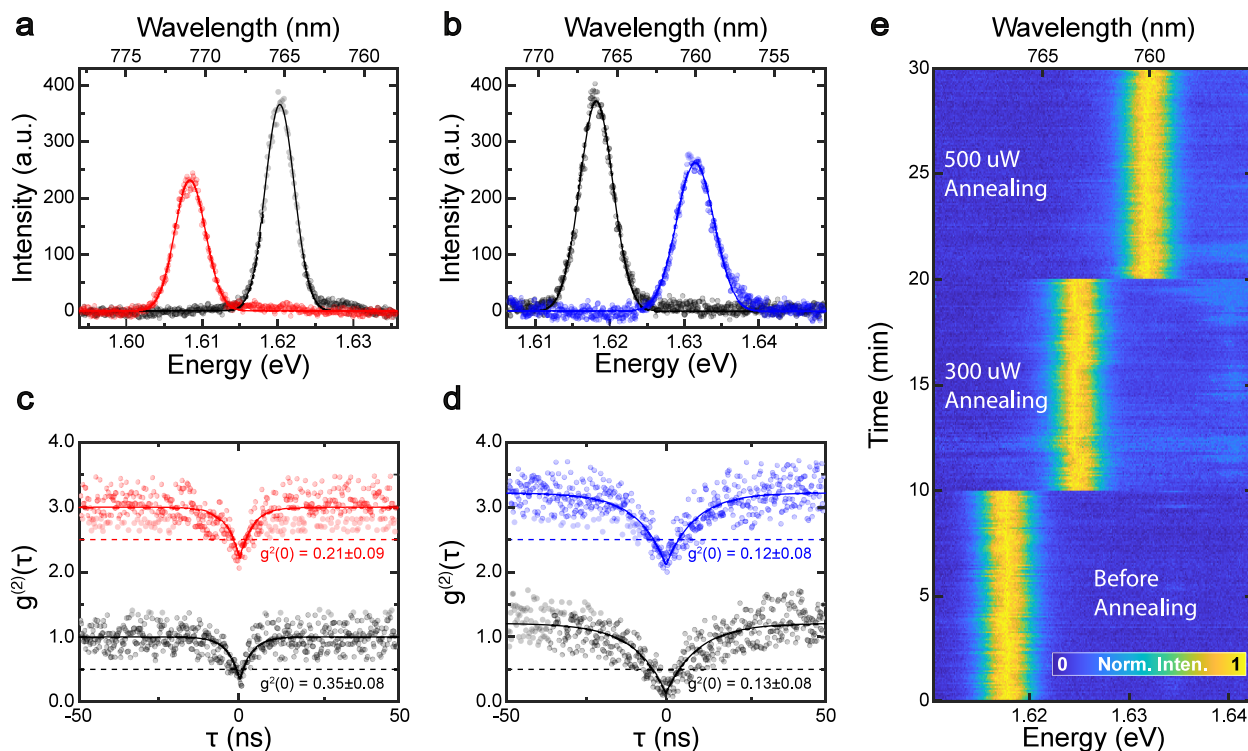 a
Wavelength (nm)
775 770 765 760
Intensity (a.u.)
400
300
200
100
0
1.60 1.61 1.62 1.63
Energy (eV)
b
Wavelength (nm)
770 765 760 755
Intensity (a.u.)
400
300
200
100
0
1.61 1.62 1.63 1.64
Energy (eV)
c
g⁽²⁾(τ)
4.0
3.0
2.0
1.0
0.0
g²(0) = 0.21±0.09
g²(0) = 0.35±0.08
-50 0 50
τ (ns)
d
g⁽²⁾(τ)
4.0
3.0
2.0
1.0
0.0
g²(0) = 0.12±0.08
g²(0) = 0.13±0.08
-50 0 50
τ (ns)
e
Wavelength (nm)
765 760
Time (min)
30
25
20
15
10
5
0
500 uW
Annealing
300 uW
Annealing
Before
Annealing
0 Norm. Inten. 1
1.62 1.63 1.64
Energy (eV)